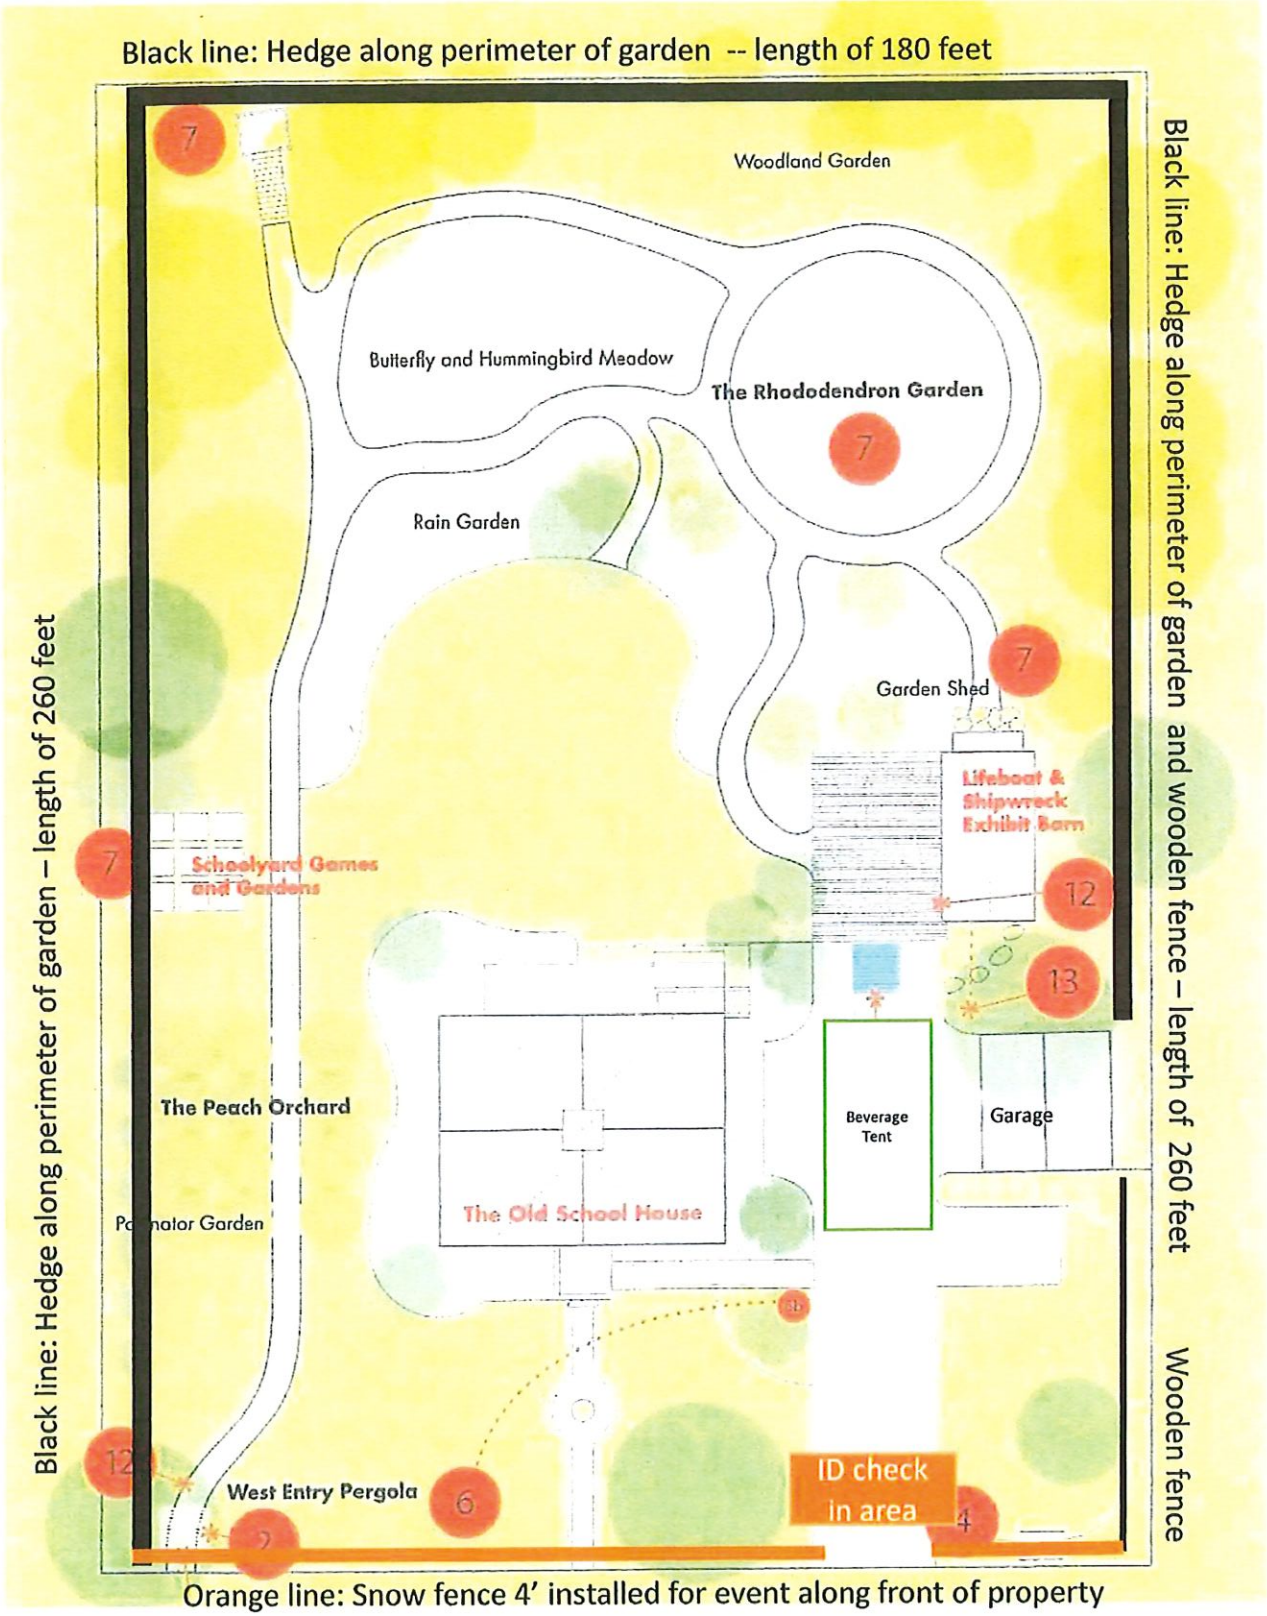 Black line: Hedge along perimeter of garden -- length of 180 feet
7
Woodland Garden
Butterfly and Hummingbird Meadow
The Rhododendron Garden
7
Rain Garden
7
Garden Shed
Lifeboat &
Shipwreck
Exhibit Barn
7
Schoolyard Games
and Gardens
12
13
The Peach Orchard
Beverage
Tent
Garage
The Old School House
Garden
6
12
West Entry Pergola
2
ID check
in area
4
Orange line: Snow fence 4' installed for event along front of property
Black line: Hedge along perimeter of garden – length of 260 feet
Black line: Hedge along perimeter of garden and wooden fence – length of 260 feet
Wooden fence